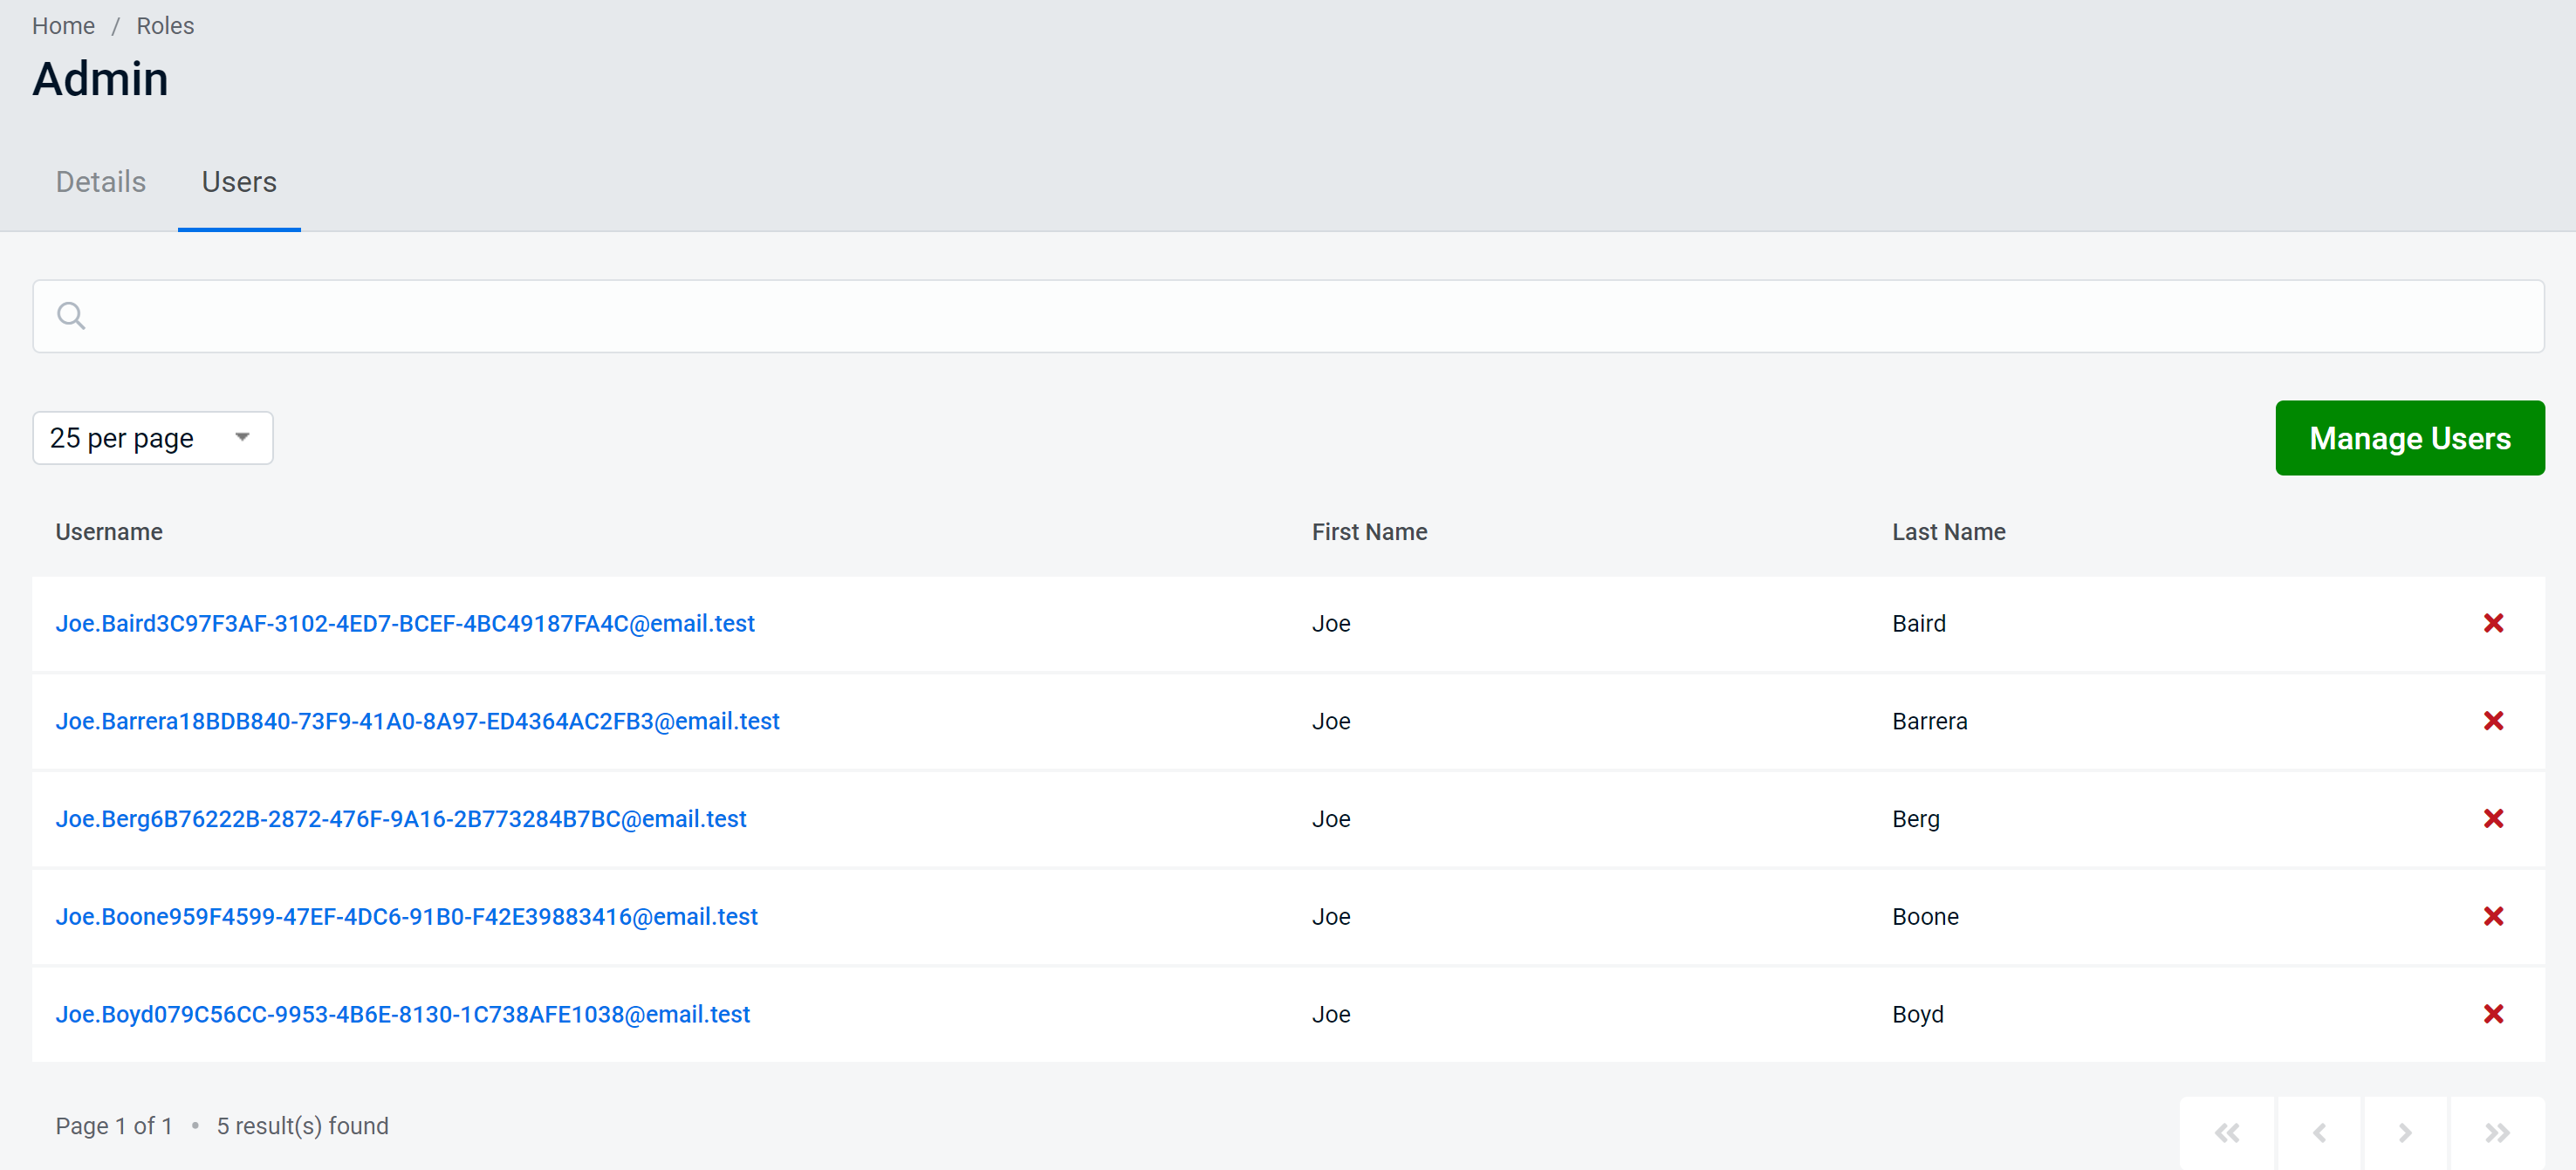 Home / Roles
Admin
Details Users
25 per page
Manage Users
Username First Name Last Name
Joe.Baird3C97F3AF-3102-4ED7-BCEF-4BC49187FA4C@email.test Joe Baird
Joe.Barrera18BDB840-73F9-41A0-8A97-ED4364AC2FB3@email.test Joe Barrera
Joe.Berg6B76222B-2872-476F-9A16-2B773284B7BC@email.test Joe Berg
Joe.Boone959F4599-47EF-4DC6-91B0-F42E39883416@email.test Joe Boone
Joe.Boyd079C56CC-9953-4B6E-8130-1C738AFE1038@email.test Joe Boyd
Page 1 of 1 • 5 result(s) found